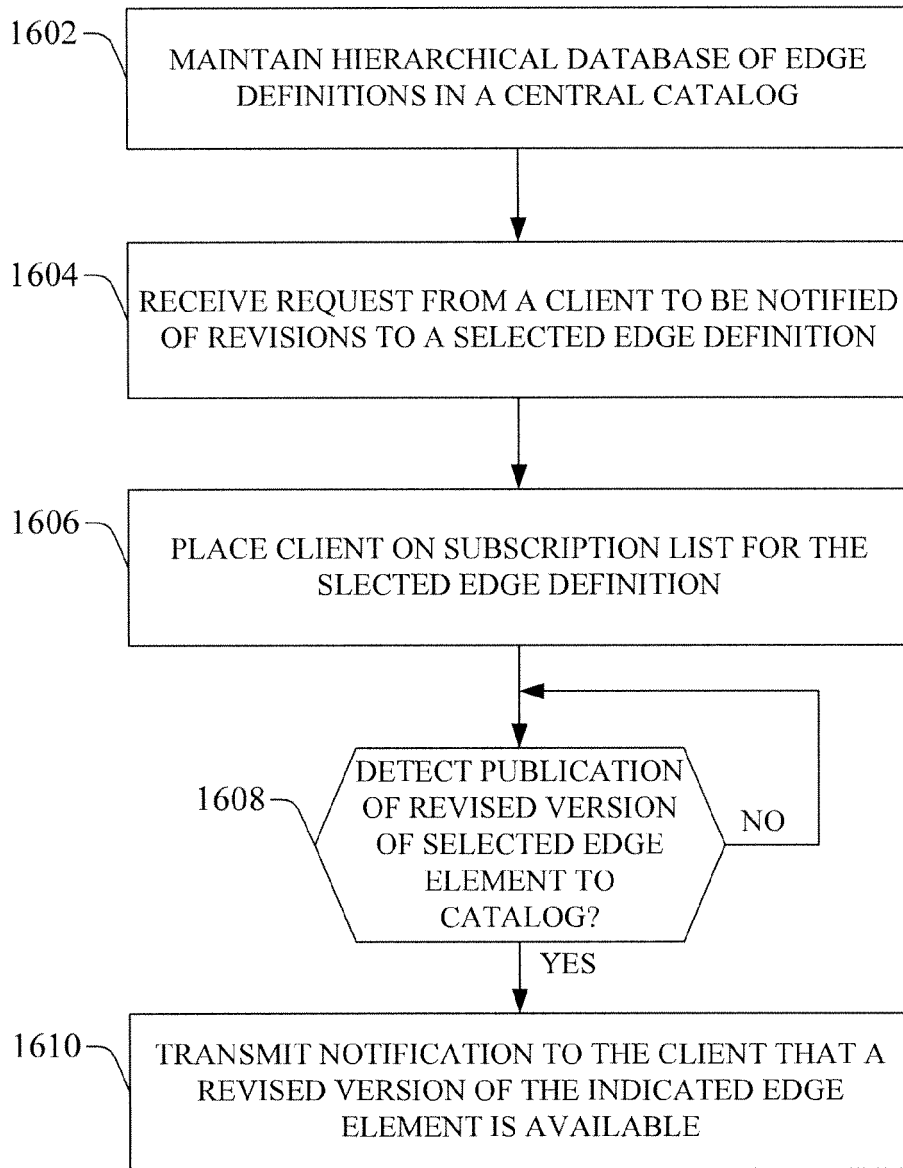 1602
MAINTAIN HIERARCHICAL DATABASE OF EDGE
DEFINITIONS IN A CENTRAL CATALOG
1604
RECEIVE REQUEST FROM A CLIENT TO BE NOTIFIED
OF REVISIONS TO A SELECTED EDGE DEFINITION
1606
PLACE CLIENT ON SUBSCRIPTION LIST FOR THE
SLECTED EDGE DEFINITION
1608
DETECT PUBLICATION
OF REVISED VERSION
OF SELECTED EDGE
ELEMENT TO
CATALOG?
NO
YES
1610
TRANSMIT NOTIFICATION TO THE CLIENT THAT A
REVISED VERSION OF THE INDICATED EDGE
ELEMENT IS AVAILABLE